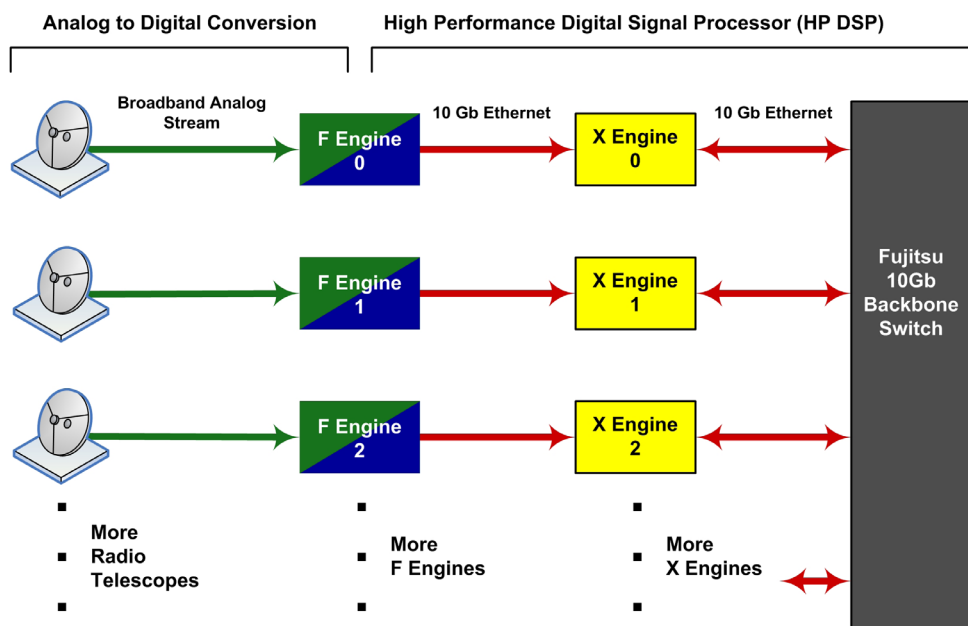 Analog to Digital Conversion
High Performance Digital Signal Processor (HP DSP)
Broadband Analog
Stream
10 Gb Ethernet
10 Gb Ethernet
F Engine
0
X Engine
0
F Engine
1
X Engine
1
Fujitsu
10Gb
Backbone
Switch
F Engine
2
X Engine
2
More
Radio
Telescopes
More
F Engines
More
X Engines